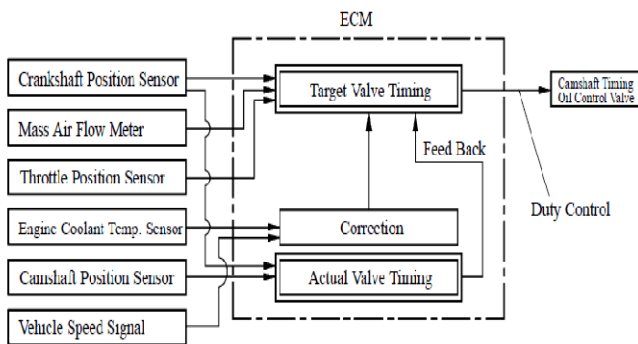 ECM
Crankshaft Position Sensor
Mass Air Flow Meter
Throttle Position Sensor
Engine Coolant Temp. Sensor
Camshaft Position Sensor
Vehicle Speed Signal
Target Valve Timing
Feed Back
Correction
Actual Valve Timing
Camshaft Timing
Oil Control Valve
Duty Control